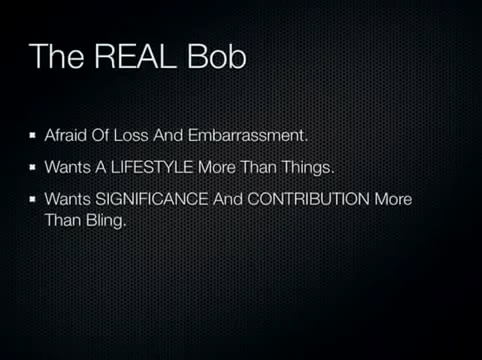 The REAL Bob
Afraid Of Loss And Embarrassment.
Wants A LIFESTYLE More Than Things.
Wants SIGNIFICANCE And CONTRIBUTION More
Than Bling.